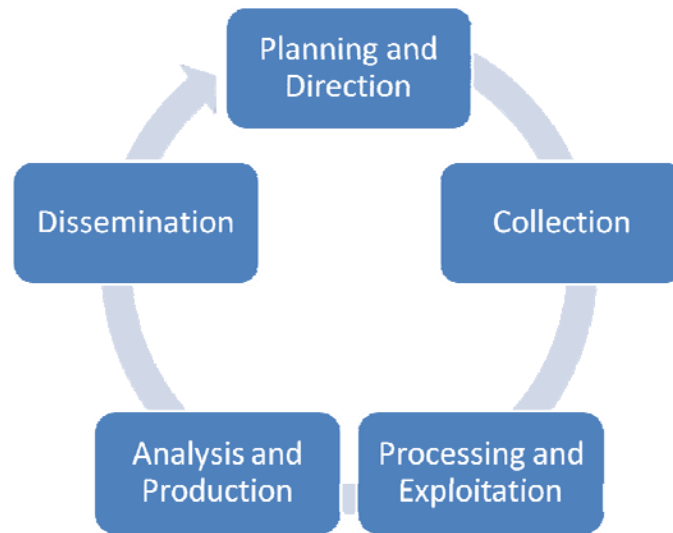 Planning and
Direction
Collection
Processing and
Exploitation
Analysis and
Production
Dissemination